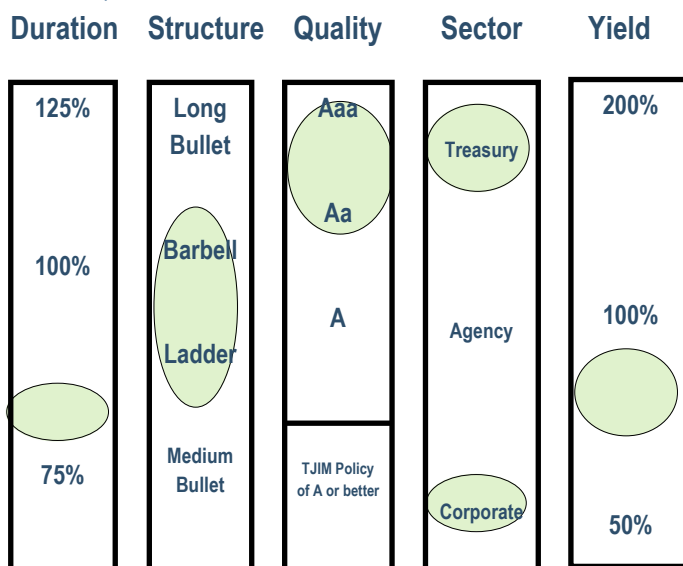 Duration Structure Quality Sector Yield
125%
100%
75%
Long
Bullet
Barbell
Ladder
Medium
Bullet
Aaa
Aa
A
TJIM Policy
of A or better
Treasury
Agency
Corporate
200%
100%
50%